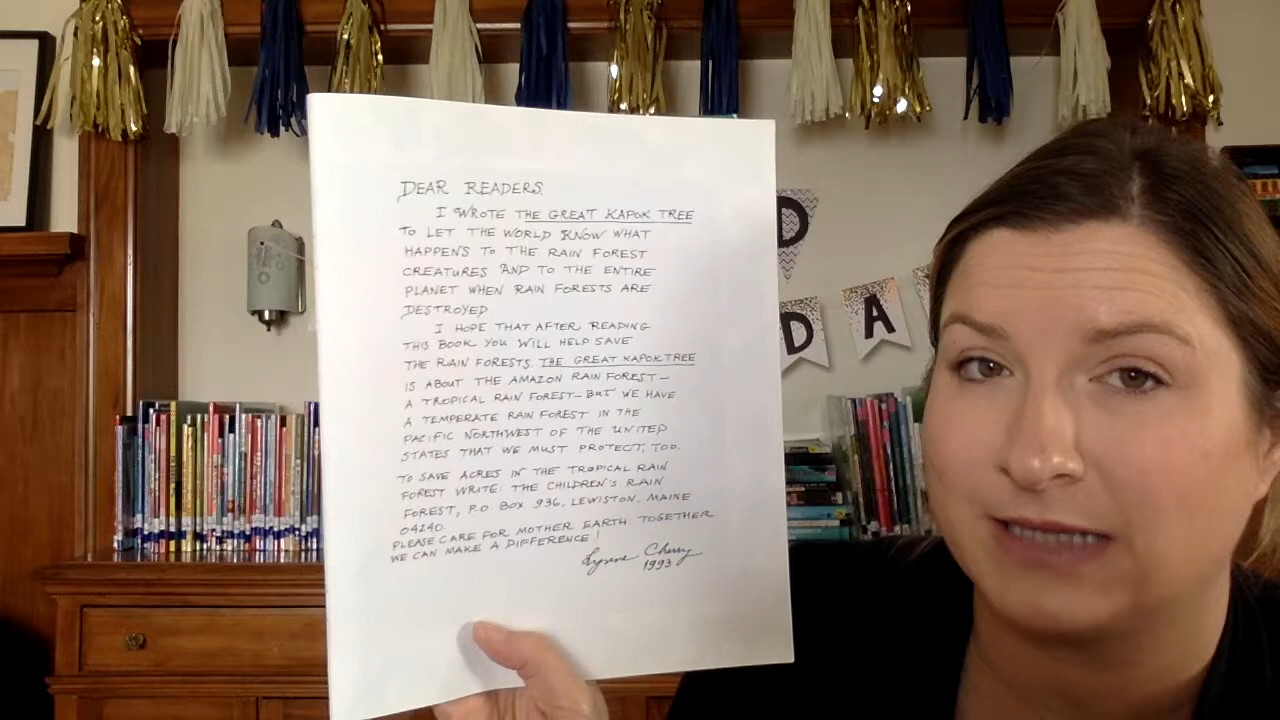 DEAR READERS,
I WROTE THE GREAT KAPOK TREE
TO LET THE WORLD KNOW WHAT
HAPPENS TO THE RAIN FOREST
CREATURES AND TO THE ENTIRE
PLANET WHEN RAIN FORESTS ARE
DESTROYED
I HOPE THAT AFTER READING
THIS BOOK YOU WILL HELP SAVE
THE RAIN FORESTS. THE GREAT KAPOK TREE
IS ABOUT THE AMAZON RAIN FOREST—
A TROPICAL RAIN FOREST—BUT WE HAVE
A TEMPERATE RAIN FOREST IN THE
PACIFIC NORTHWEST OF THE UNITED
STATES THAT WE MUST PROTECT, TOO.
TO SAVE ACRES IN THE TROPICAL RAIN
FOREST WRITE: THE CHILDREN'S RAIN
FOREST, P.O. BOX 936, LEWISTON, MAINE
04240.
PLEASE CARE FOR MOTHER EARTH. TOGETHER
WE CAN MAKE A DIFFERENCE!
Lynne Cherry
1993
D
D A